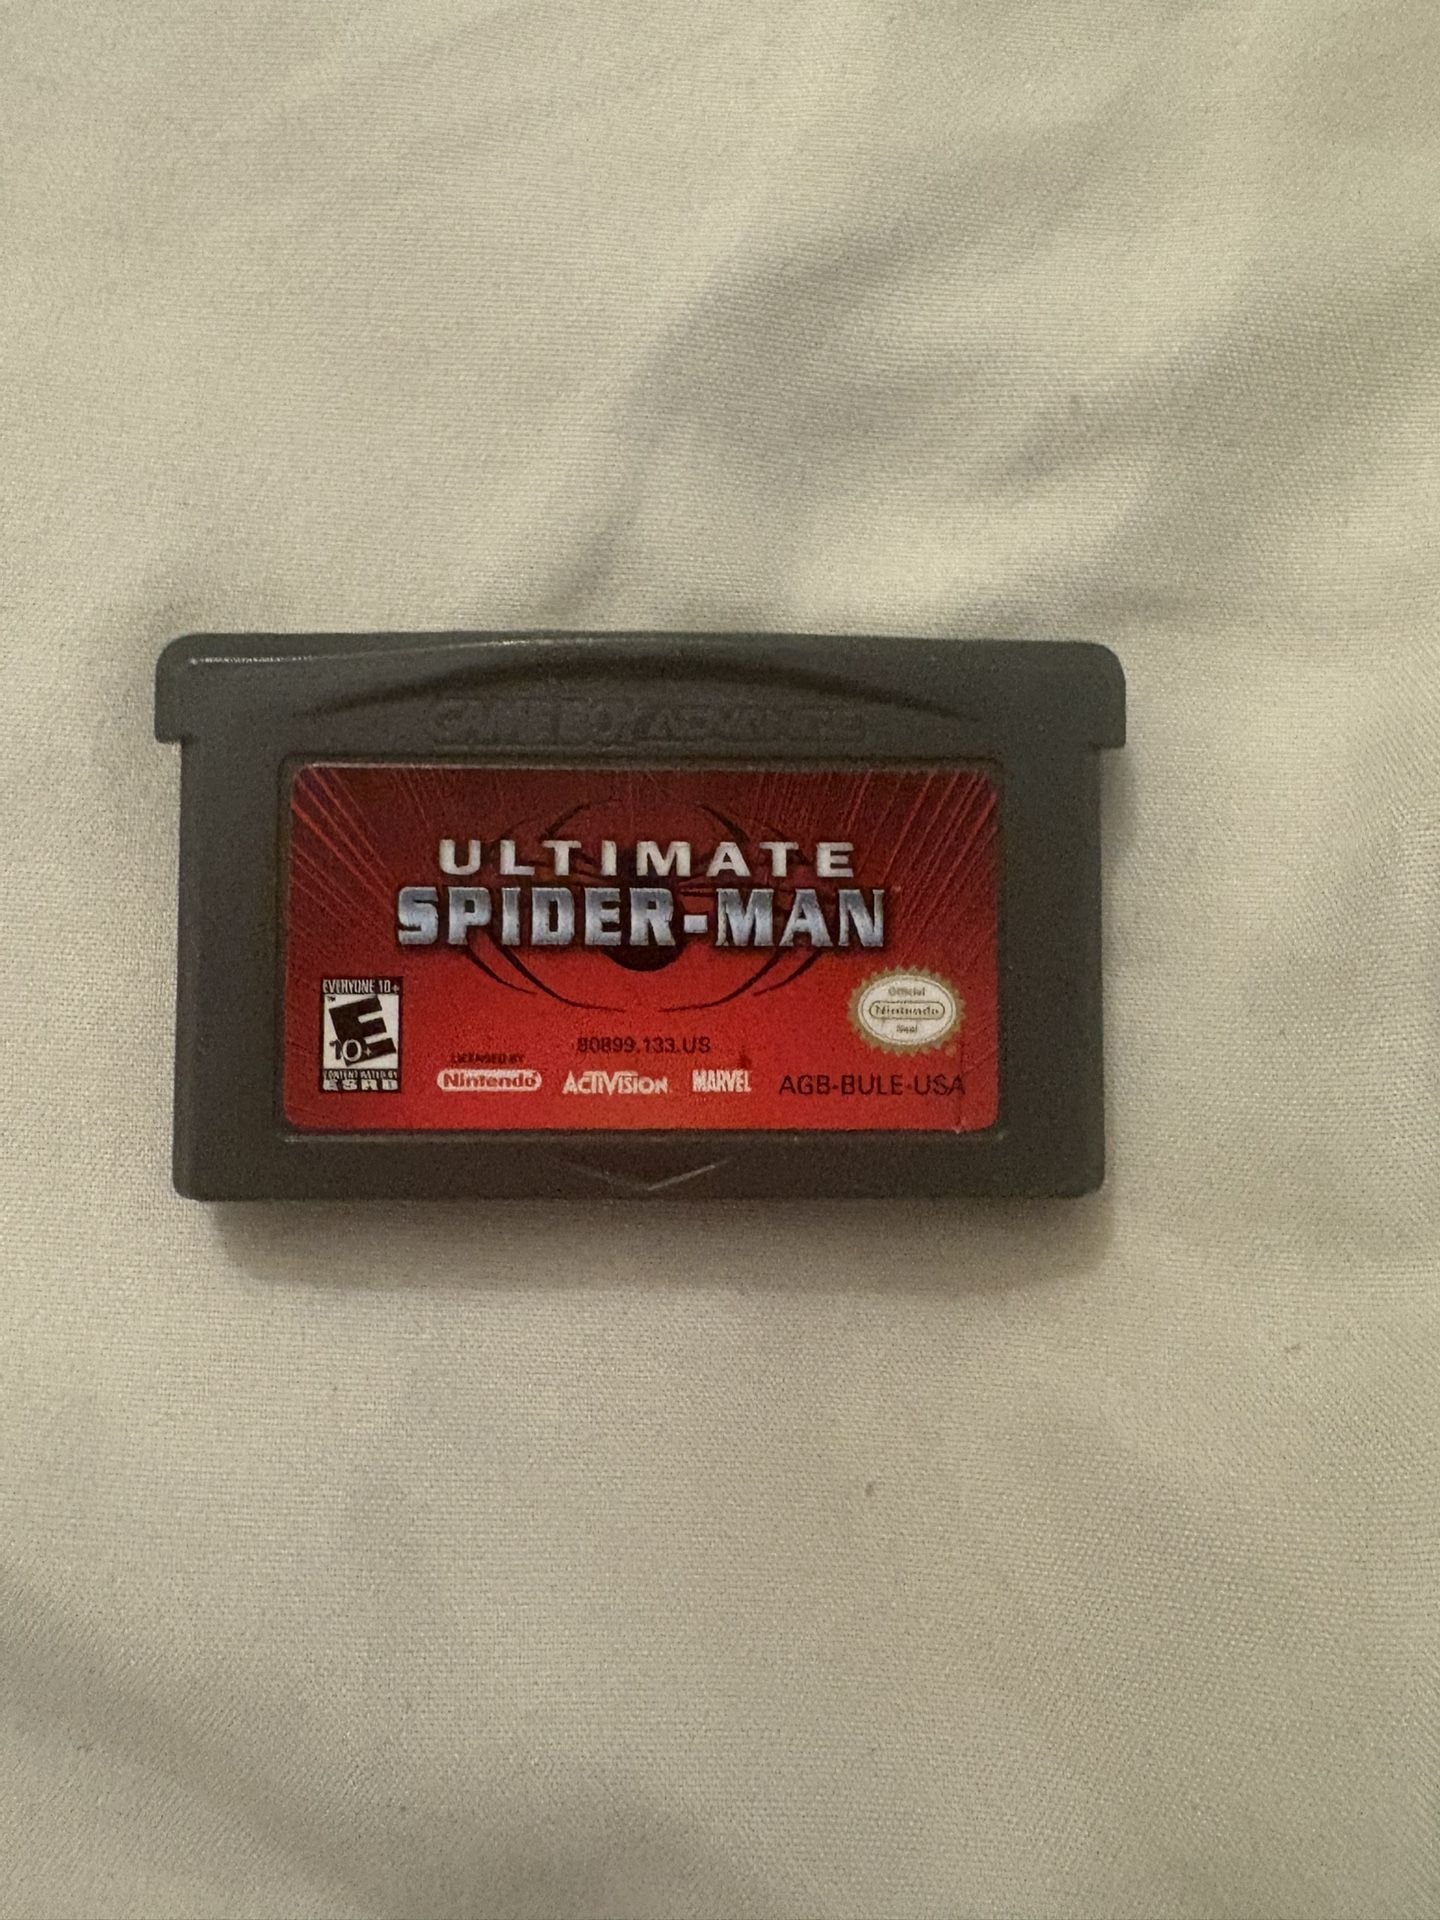 GAME BOY ADVANCE
ULTIMATE
SPIDER-MAN
EVERYONE 10+
E
10+
CONTENT RATED BY
ESRB
Official
Nintendo
Seal
80899.133.US
LICENSED BY
Nintendo
ACTIVISION
MARVEL
AGB-BULE-USA